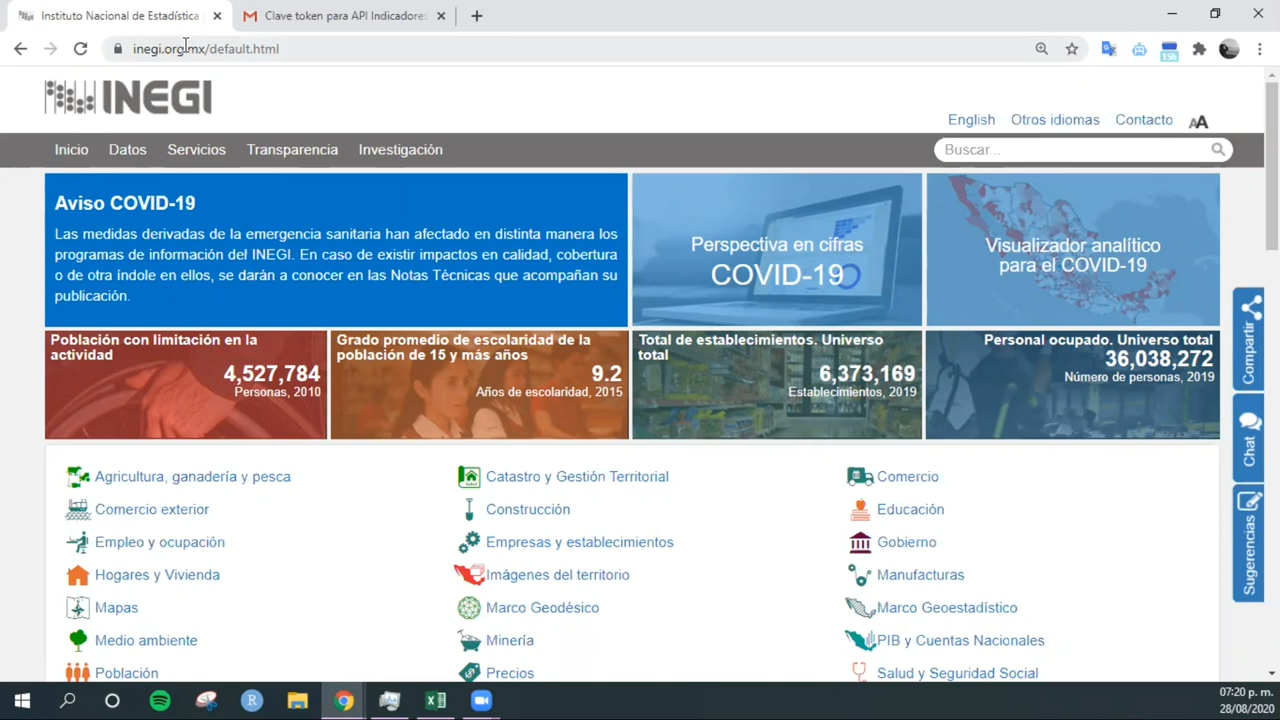 Instituto Nacional de Estadística
Clave token para API Indicadores
inegi.org.mx/default.html
15h
INEGI
English
Otros idiomas
Contacto
AA
Inicio
Datos
Servicios
Transparencia
Investigación
Buscar...
Aviso COVID-19
Las medidas derivadas de la emergencia sanitaria han afectado en distinta manera los
programas de información del INEGI. En caso de existir impactos en calidad, cobertura
o de otra índole en ellos, se darán a conocer en las Notas Técnicas que acompañan su
publicación.
Perspectiva en cifras
COVID-19
Visualizador analítico
para el COVID-19
Población con limitación en la
actividad
4,527,784
Personas, 2010
Grado promedio de escolaridad de la
población de 15 y más años
9.2
Años de escolaridad, 2015
Total de establecimientos. Universo
total
6,373,169
Establecimientos, 2019
Personal ocupado. Universo total
36,038,272
Número de personas, 2019
Compartir
Chat
Sugerencias
Agricultura, ganadería y pesca
Catastro y Gestión Territorial
Comercio
Comercio exterior
Construcción
Educación
Empleo y ocupación
Empresas y establecimientos
Gobierno
Hogares y Vivienda
Imágenes del territorio
Manufacturas
Mapas
Marco Geodésico
Marco Geoestadístico
Medio ambiente
Minería
PIB y Cuentas Nacionales
Población
Precios
Salud y Seguridad Social
07:20 p. m.
28/08/2020